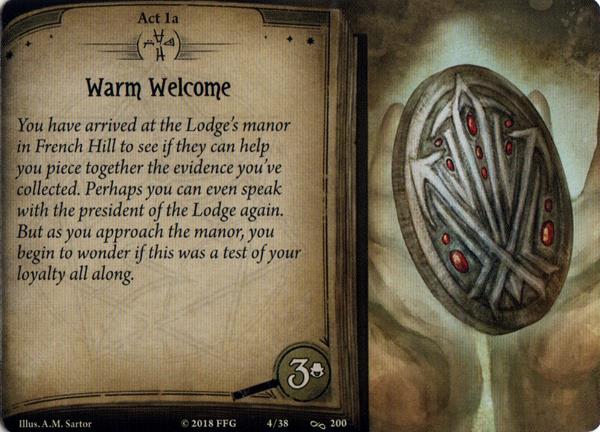 Act 1a
Warm Welcome
You have arrived at the Lodge's manor
in French Hill to see if they can help
you piece together the evidence you've
collected. Perhaps you can even speak
with the president of the Lodge again.
But as you approach the manor, you
begin to wonder if this was a test of your
loyalty all along.
3
Illus. A.M. Sartor © 2018 FFG 4/38 200